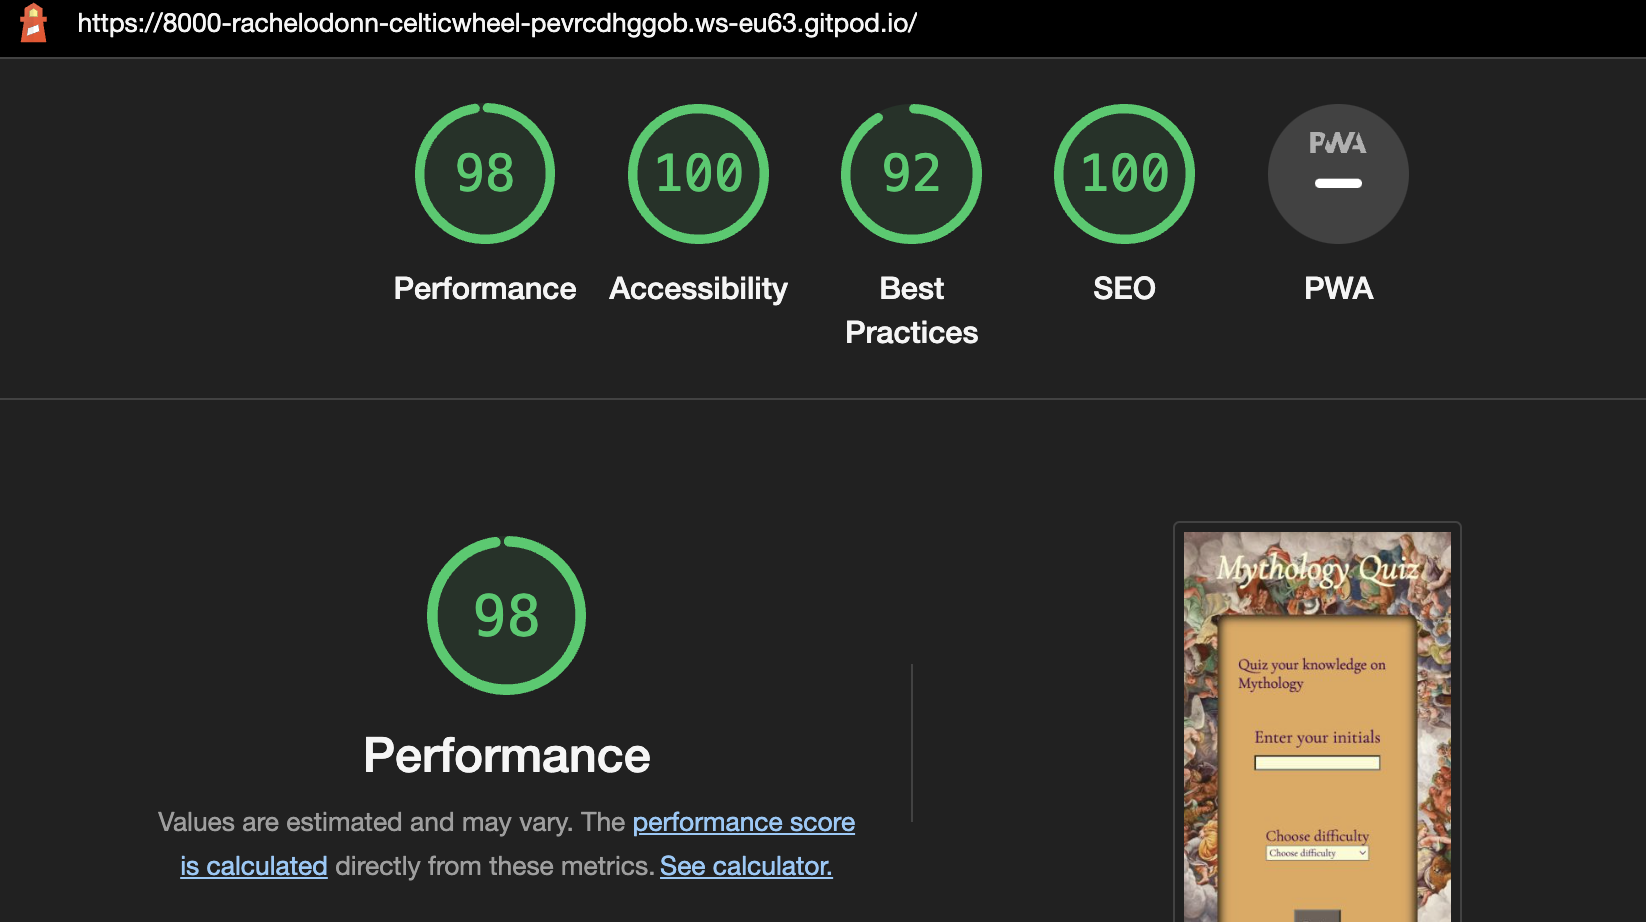 https://8000-rachelodonn-celticwheel-pevrcdhggob.ws-eu63.gitpod.io/
98
100
92
100
PWA
Performance
Accessibility
Best
Practices
SEO
PWA
98
Performance
Values are estimated and may vary. The performance score
is calculated directly from these metrics. See calculator.
Mythology Quiz
Quiz your knowledge on
Mythology
Enter your initials
Choose difficulty
Choose difficulty